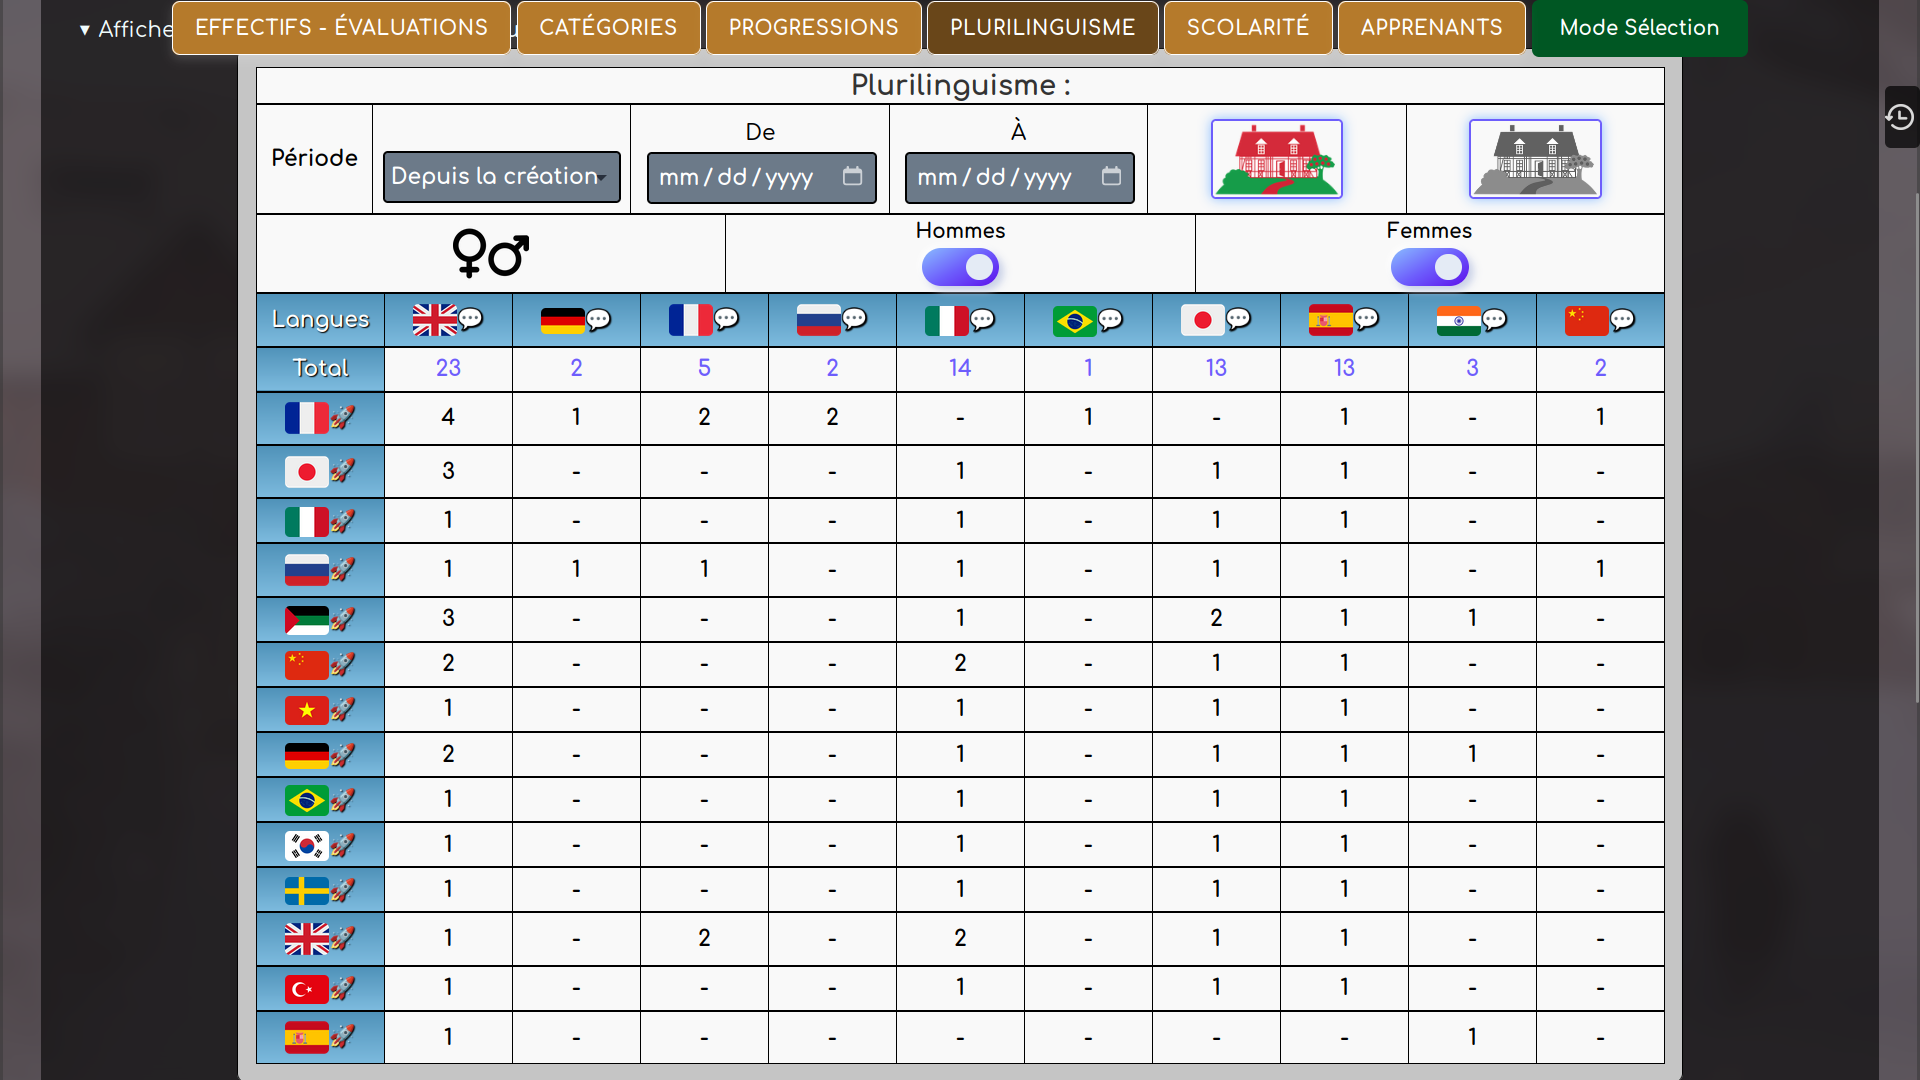 ▾ Affiche
EFFECTIFS - ÉVALUATIONS
CATÉGORIES
PROGRESSIONS
PLURILINGUISME
SCOLARITÉ
APPRENANTS
Mode Sélection
Plurilinguisme :
Période
Depuis la création
De
mm/dd/yyyy
À
mm/dd/yyyy
Hommes
Femmes
Langues
Total 23 2 5 2 14 1 13 13 3 2
4 1 2 2 - 1 - 1 - 1
3 - - - 1 - 1 1 - -
1 - - - 1 - 1 1 - -
1 1 1 - 1 - 1 1 - 1
3 - - - 1 - 2 1 1 -
2 - - - 2 - 1 1 - -
1 - - - 1 - 1 1 - -
2 - - - 1 - 1 1 1 -
1 - - - 1 - 1 1 - -
1 - - - 1 - 1 1 - -
1 - - - 1 - 1 1 - -
1 - 2 - 2 - 1 1 - -
1 - - - 1 - 1 1 - -
1 - - - - - - - 1 -